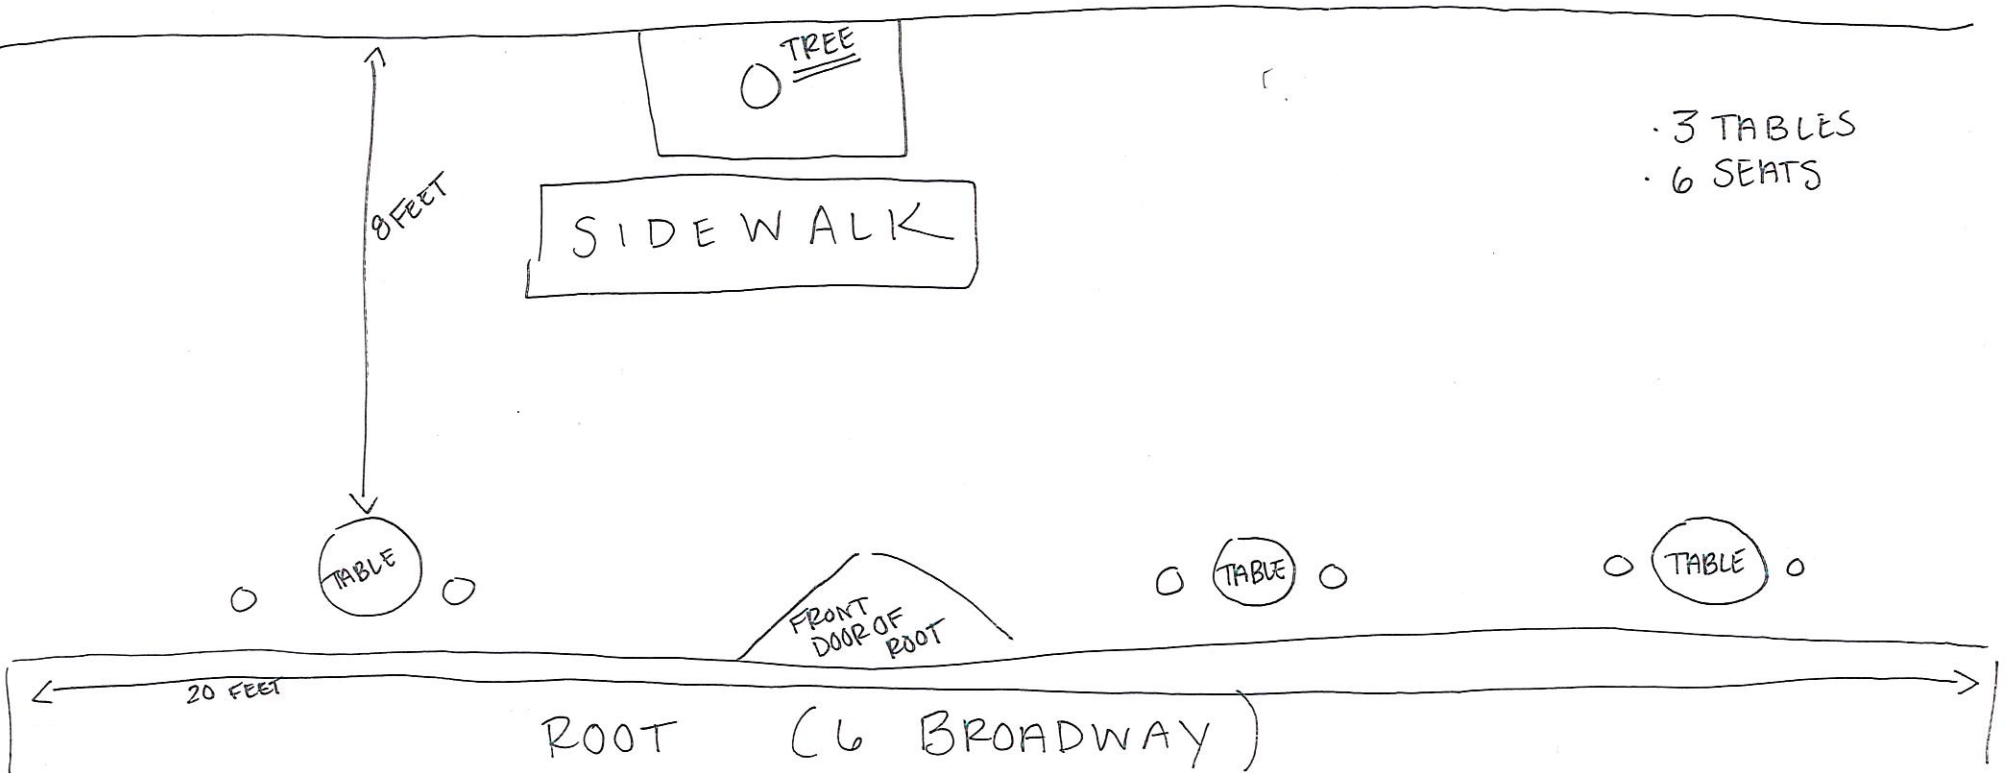 TREE
8 FEET
· 3 TABLES
· 6 SEATS
SIDEWALK
TABLE
TABLE
TABLE
FRONT
DOOR OF
ROOT
20 FEET
ROOT (6 BROADWAY)